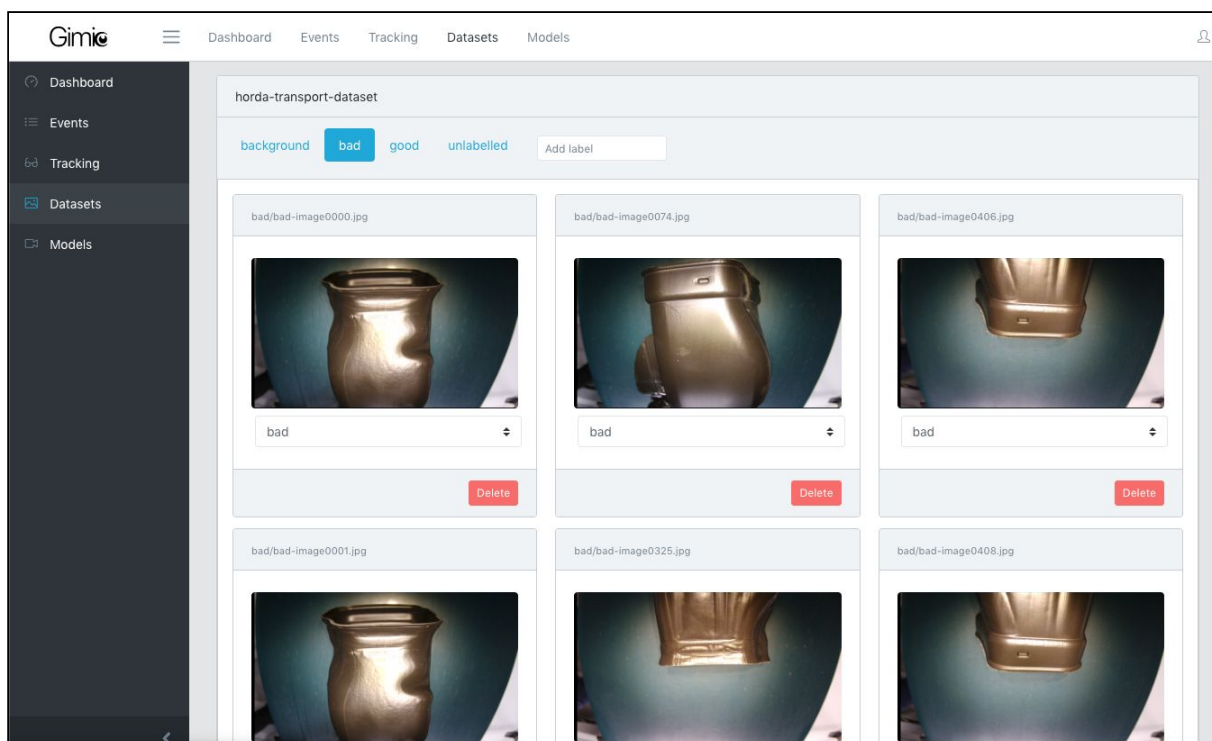 Gimic
Dashboard Events Tracking Datasets Models
Dashboard
Events
Tracking
Datasets
Models
horda-transport-dataset
background bad good unlabelled Add label
bad/bad-image0000.jpg bad/bad-image0074.jpg bad/bad-image0406.jpg
bad bad bad
Delete Delete Delete
bad/bad-image0001.jpg bad/bad-image0325.jpg bad/bad-image0408.jpg